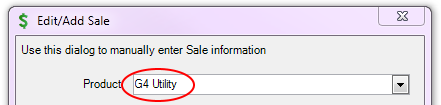 Edit/Add Sale
Use this dialog to manually enter Sale information
Product G4 Utility